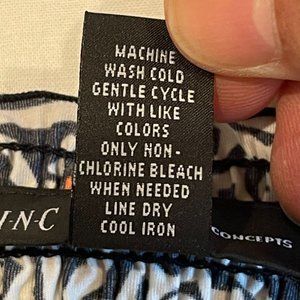 MACHINE
WASH COLD
GENTLE CYCLE
WITH LIKE
COLORS
ONLY NON-
CHLORINE BLEACH
WHEN NEEDED
LINE DRY
COOL IRON
I·N·C
CONCEPTS